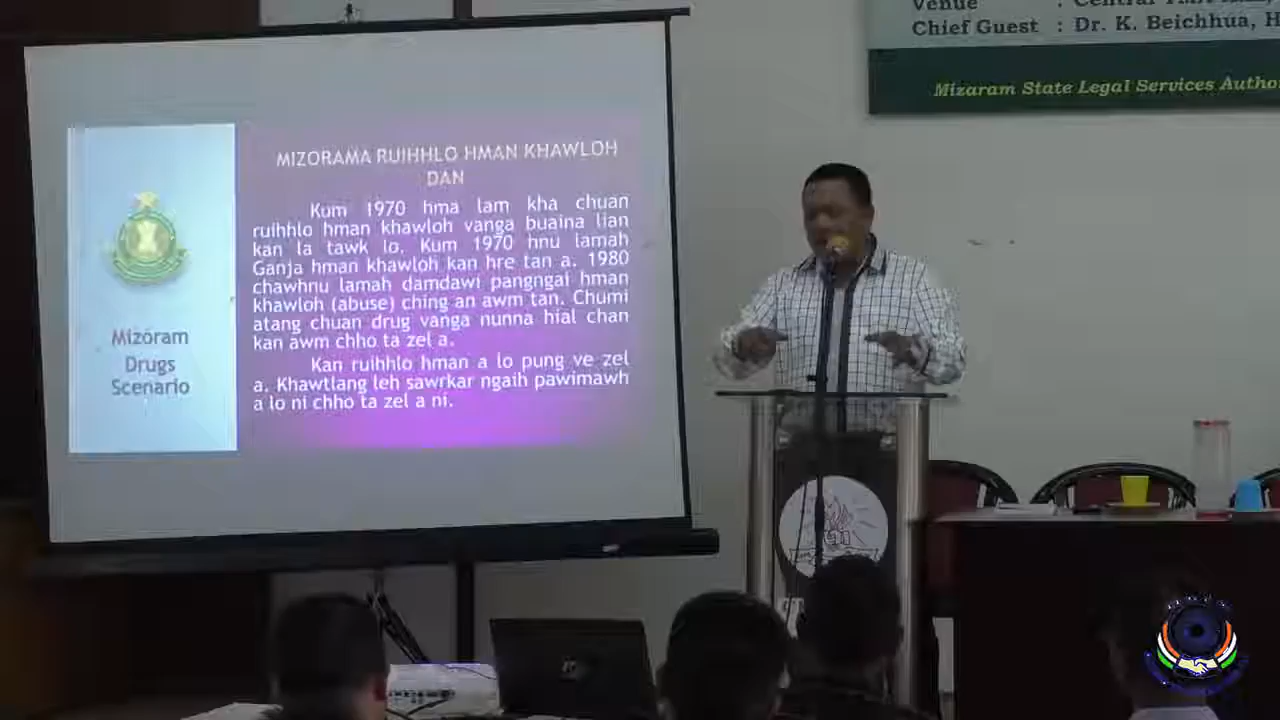 Venue : Central
Chief Guest : Dr. K. Beichhua, H
Mizaram State Legal Services Autho
MIZORAMA RUIHHLO HMAN KHAWLOH
DAN
Kum 1970 hma lam kha chuan
ruihhlo hman khawloh vanga buaina lian
kan la tawk lo. Kum 1970 hnu lamah
Ganja hman khawloh kan hre tan a. 1980
chawhnu lamah damdawi pangngai hman
khawloh (abuse) ching an awm tan. Chumi
atang chuan drug vanga nunna hial chan
kan awm chho ta zel a.
Kan ruihhlo hman a lo pung ve zel
a. Khawtlang leh sawrkar ngaih pawimawh
a lo ni chho ta zel a ni.
Mizoram
Drugs
Scenario
hp